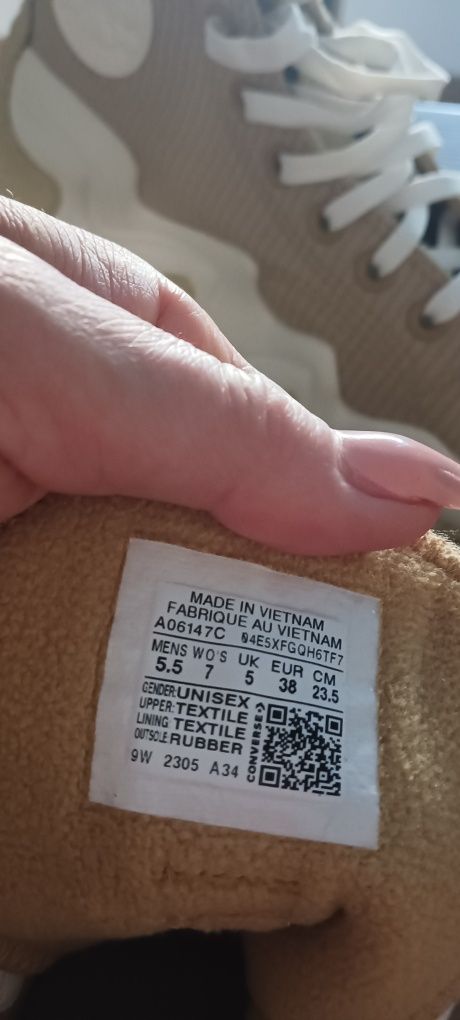 MADE IN VIETNAM
FABRIQUE AU VIETNAM
A06147C 04E5XFGQH6TF7
MENS WO'S UK EUR CM
5.5 7 5 38 23.5
GENDER: UNISEX
UPPER: TEXTILE
LINING: TEXTILE
OUTSOLE: RUBBER
CONVERSE
9W 2305 A34